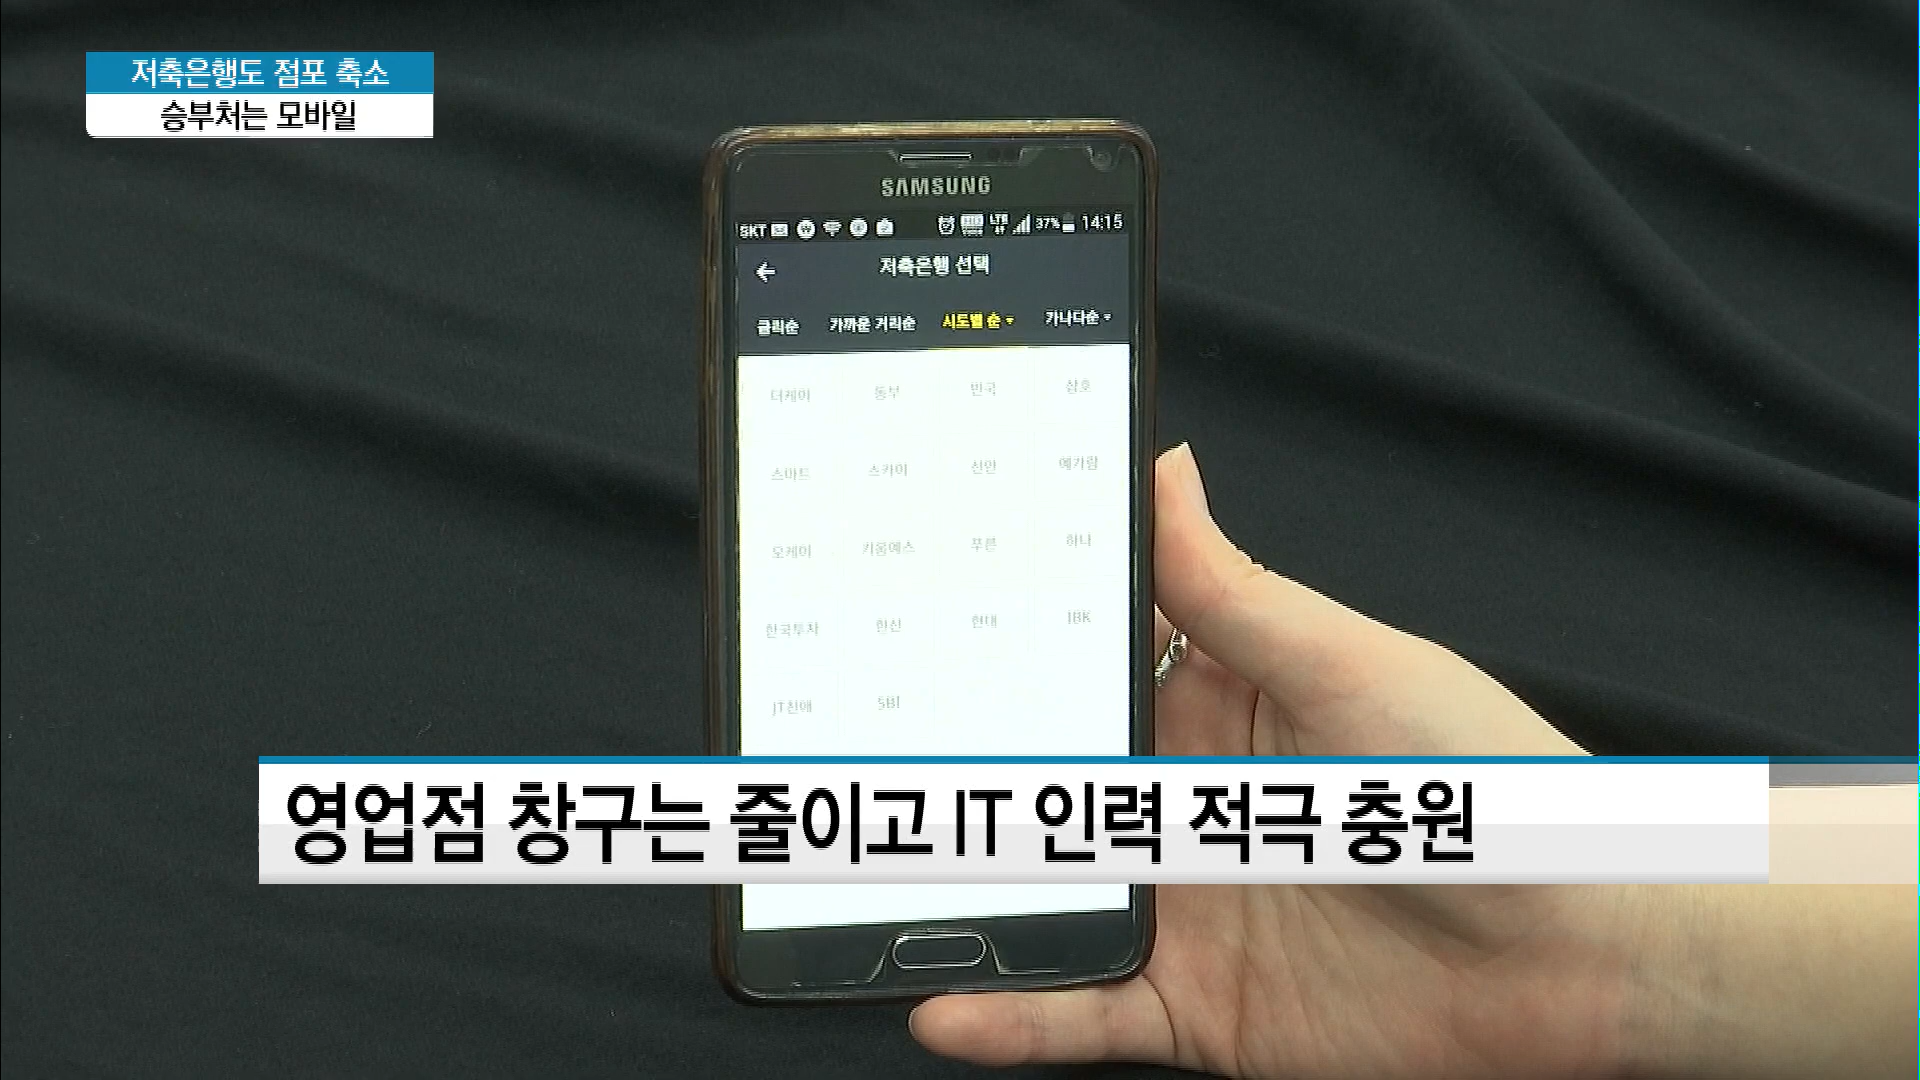 저축은행도 점포 축소
승부처는 모바일
SAMSUNG
SKT LTE 37% 14:15
저축은행 선택
클릭순 가까운 거리순 시도별 순 가나다순
더케이 동부 민국 삼호
스마트 스카이 신안 예가람
오케이 키움예스 푸른 하나
한국투자 한신 현대 IBK
JT친애 SBI
영업점 창구는 줄이고 IT 인력 적극 충원